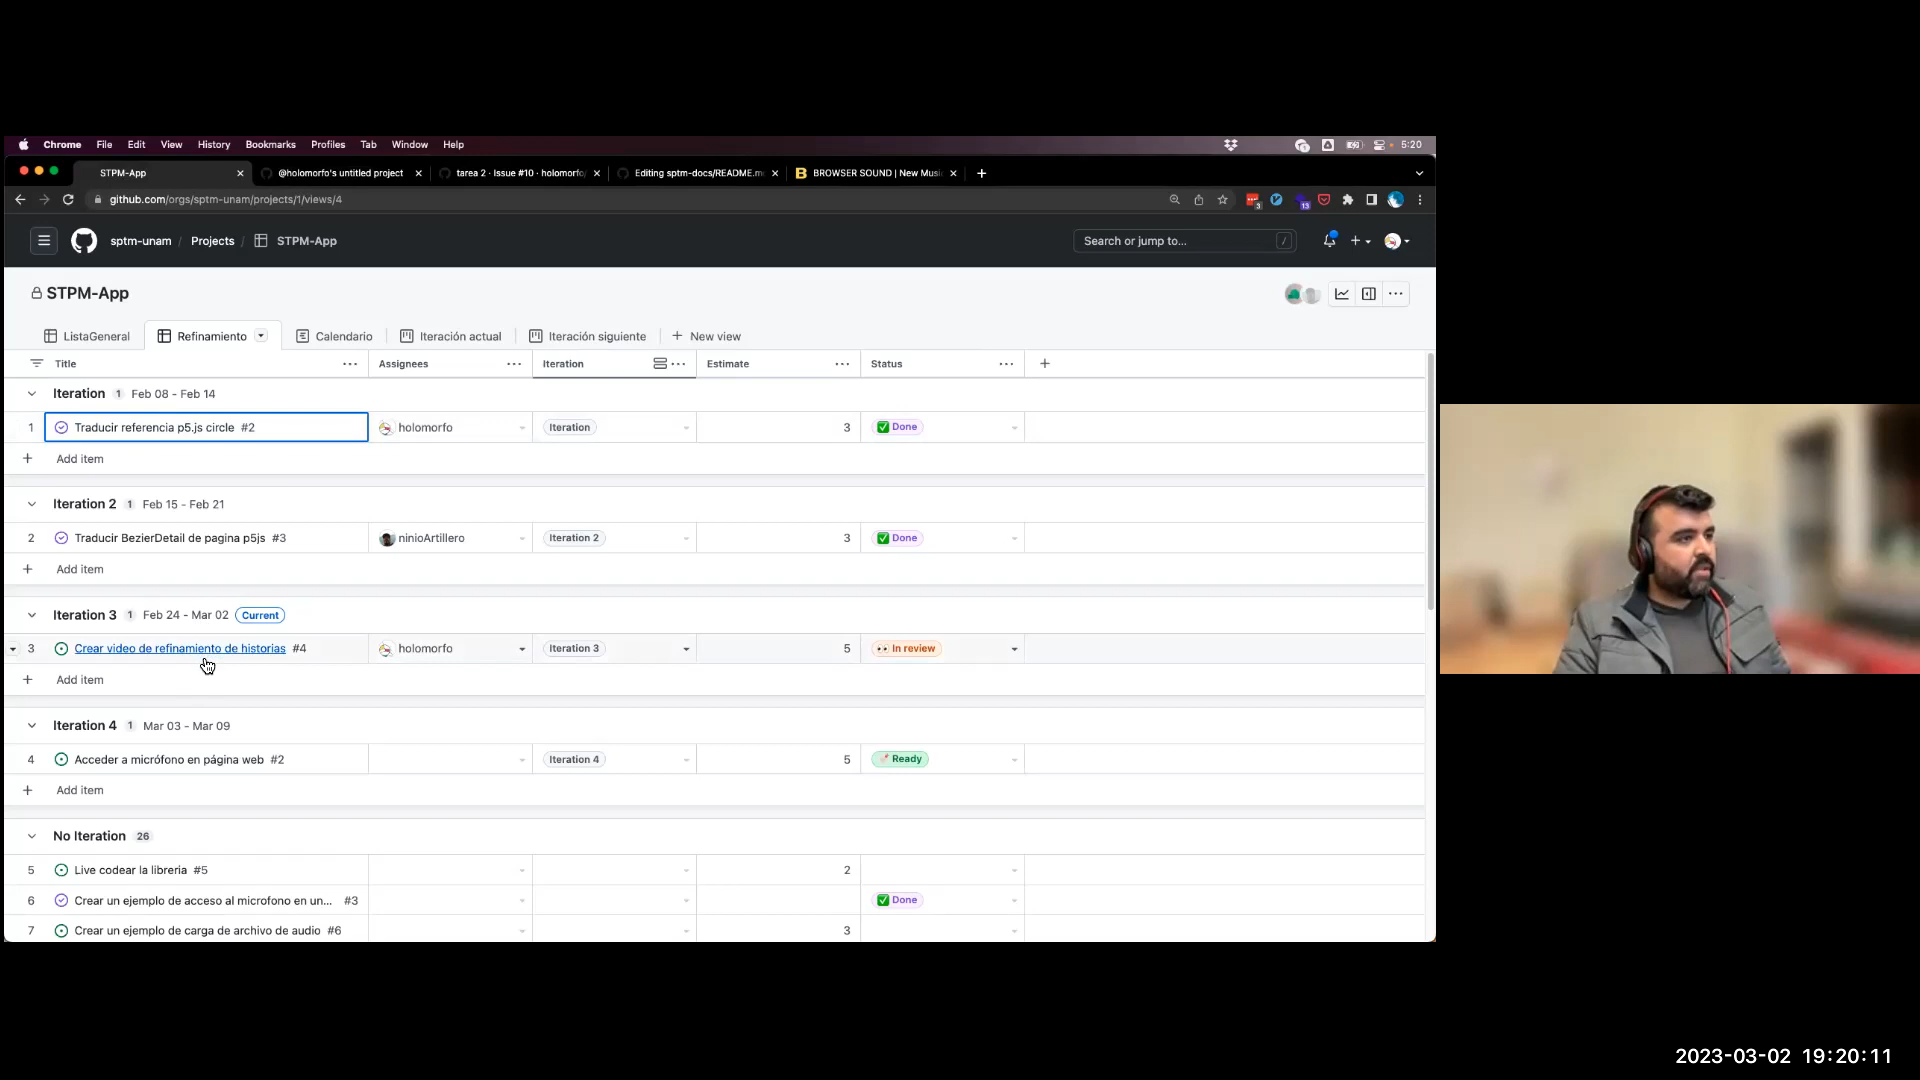 Chrome File Edit View History Bookmarks Profiles Tab Window Help 5:20
STPM-App @holomorfo's untitled project tarea 2 · Issue #10 · holomorfo/ Editing sptm-docs/README.m BROWSER SOUND | New Musi
github.com/orgs/sptm-unam/projects/1/views/4 3 13
sptm-unam / Projects / STPM-App Search or jump to... /
STPM-App
ListaGeneral Refinamiento Calendario Iteración actual Iteración siguiente + New view
Title Assignees Iteration Estimate Status
Iteration 1 Feb 08 - Feb 14
1 Traducir referencia p5.js circle #2 holomorfo Iteration 3 Done
+ Add item
Iteration 2 1 Feb 15 - Feb 21
2 Traducir BezierDetail de pagina p5js #3 ninioArtillero Iteration 2 3 Done
+ Add item
Iteration 3 1 Feb 24 - Mar 02 Current
3 Crear video de refinamiento de historias #4 holomorfo Iteration 3 5 In review
+ Add item
Iteration 4 1 Mar 03 - Mar 09
4 Acceder a micrófono en página web #2 Iteration 4 5 Ready
+ Add item
No Iteration 26
5 Live codear la libreria #5 2
6 Crear un ejemplo de acceso al microfono en un... #3 Done
7 Crear un ejemplo de carga de archivo de audio #6 3
2023-03-02 19:20:11